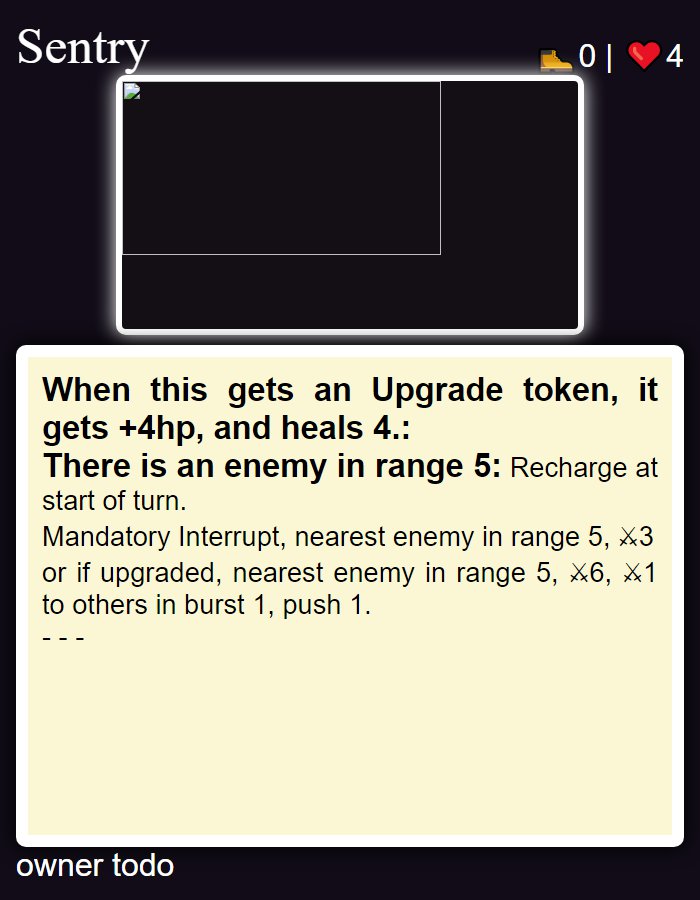 Sentry
🥾0 | ❤️4
When this gets an Upgrade token, it
gets +4hp, and heals 4.:
There is an enemy in range 5: Recharge at
start of turn.
Mandatory Interrupt, nearest enemy in range 5, ⚔3
or if upgraded, nearest enemy in range 5, ⚔6, ⚔1
to others in burst 1, push 1.
- - -
owner todo